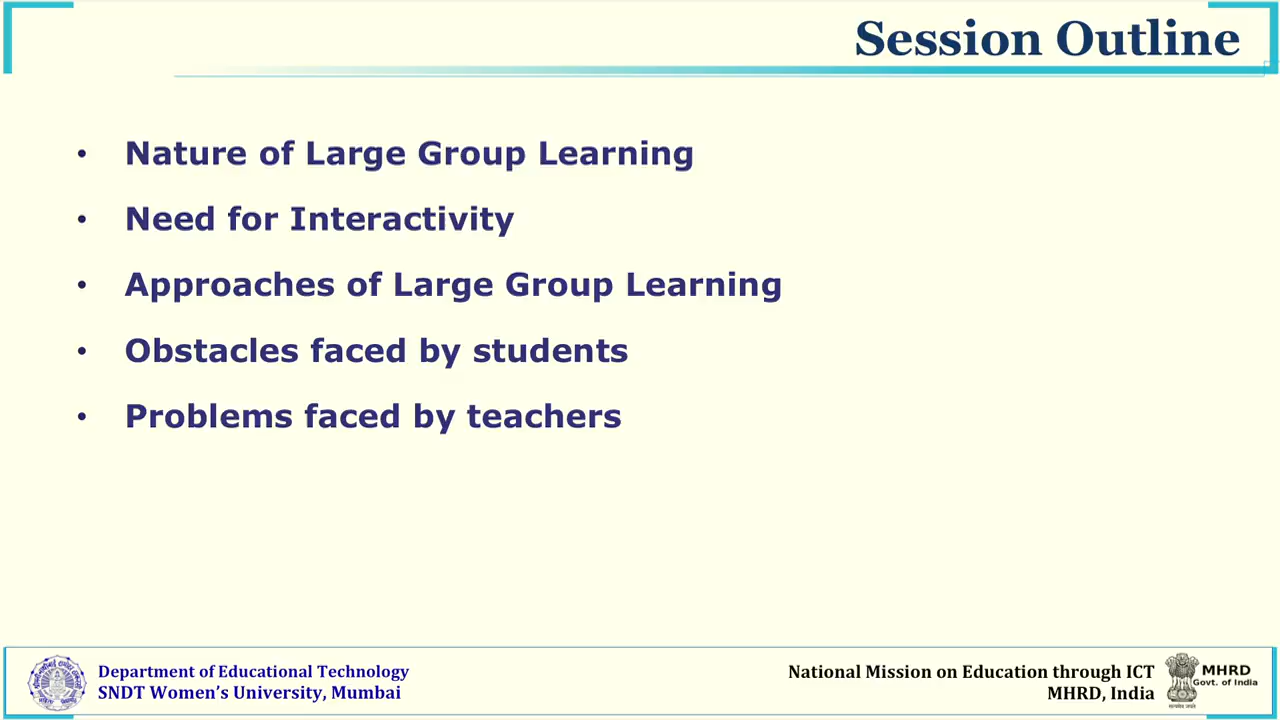 Session Outline
• Nature of Large Group Learning
• Need for Interactivity
• Approaches of Large Group Learning
• Obstacles faced by students
• Problems faced by teachers
Department of Educational Technology
SNDT Women's University, Mumbai
National Mission on Education through ICT
MHRD, India
MHRD
Govt. of India